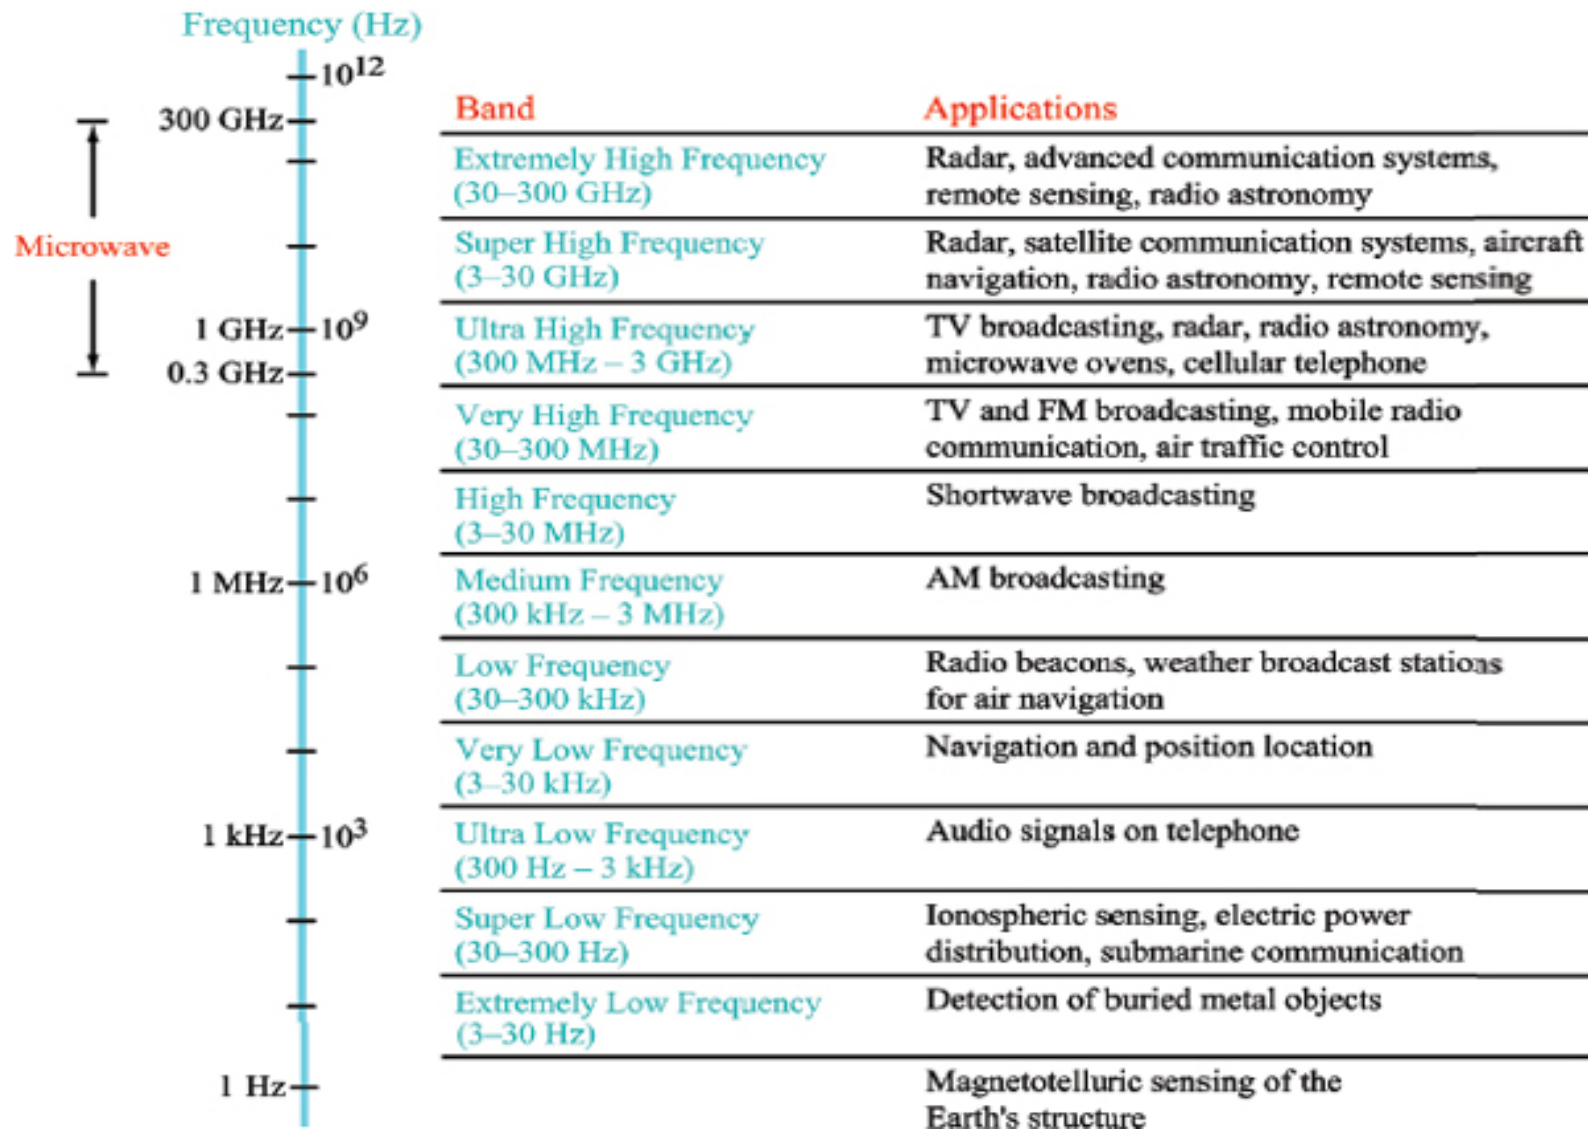 Frequency (Hz)
10¹²
300 GHz
Microwave
1 GHz
10⁹
0.3 GHz
1 MHz
10⁶
1 kHz
10³
1 Hz
Band Applications
Extremely High Frequency Radar, advanced communication systems,
(30–300 GHz) remote sensing, radio astronomy
Super High Frequency Radar, satellite communication systems, aircraft
(3–30 GHz) navigation, radio astronomy, remote sensing
Ultra High Frequency TV broadcasting, radar, radio astronomy,
(300 MHz – 3 GHz) microwave ovens, cellular telephone
Very High Frequency TV and FM broadcasting, mobile radio
(30–300 MHz) communication, air traffic control
High Frequency Shortwave broadcasting
(3–30 MHz)
Medium Frequency AM broadcasting
(300 kHz – 3 MHz)
Low Frequency Radio beacons, weather broadcast stations
(30–300 kHz) for air navigation
Very Low Frequency Navigation and position location
(3–30 kHz)
Ultra Low Frequency Audio signals on telephone
(300 Hz – 3 kHz)
Super Low Frequency Ionospheric sensing, electric power
(30–300 Hz) distribution, submarine communication
Extremely Low Frequency Detection of buried metal objects
(3–30 Hz)
Magnetotelluric sensing of the
Earth's structure